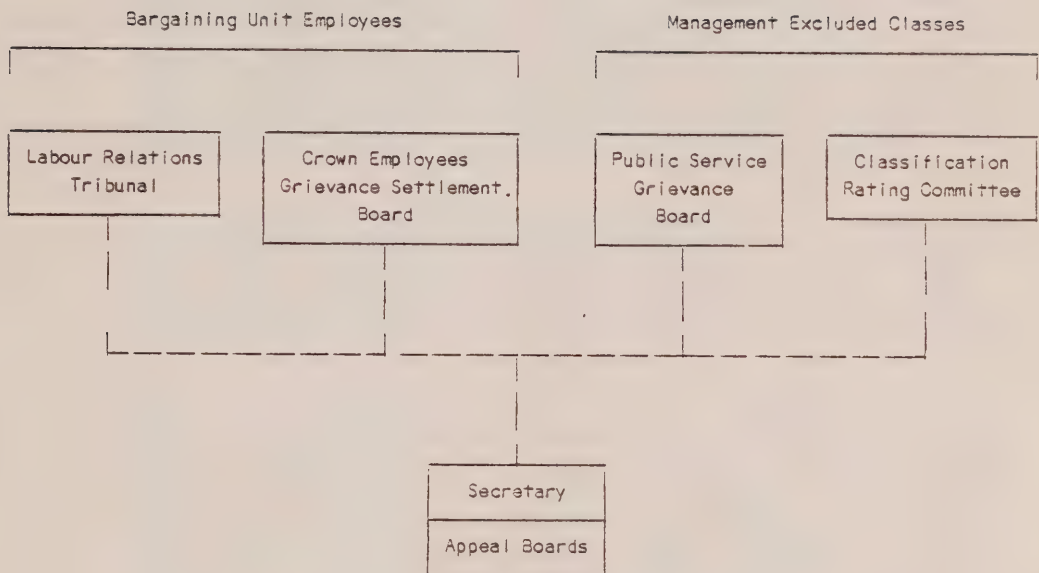 Bargaining Unit Employees
Management Excluded Classes
Labour Relations
Tribunal
Crown Employees
Grievance Settlement.
Board
Public Service
Grievance
Board
Classification
Rating Committee
Secretary
Appeal Boards